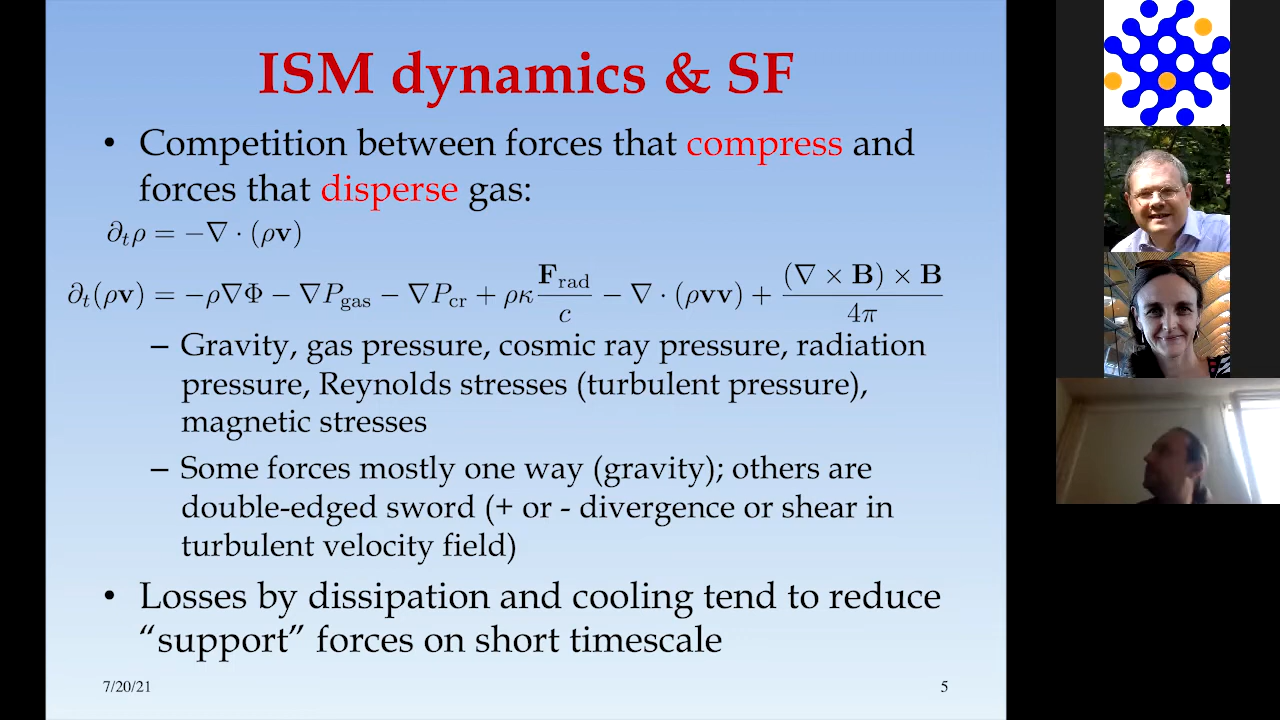 ISM dynamics & SF
• Competition between forces that compress and
forces that disperse gas:
∂ₜρ = −∇ · (ρv)
∂ₜ(ρv) = −ρ∇Φ − ∇P_gas − ∇P_cr + ρκ F_rad/c − ∇ · (ρvv) + (∇ × B) × B/4π
– Gravity, gas pressure, cosmic ray pressure, radiation
pressure, Reynolds stresses (turbulent pressure),
magnetic stresses
– Some forces mostly one way (gravity); others are
double-edged sword (+ or - divergence or shear in
turbulent velocity field)
• Losses by dissipation and cooling tend to reduce
“support” forces on short timescale
7/20/21
5